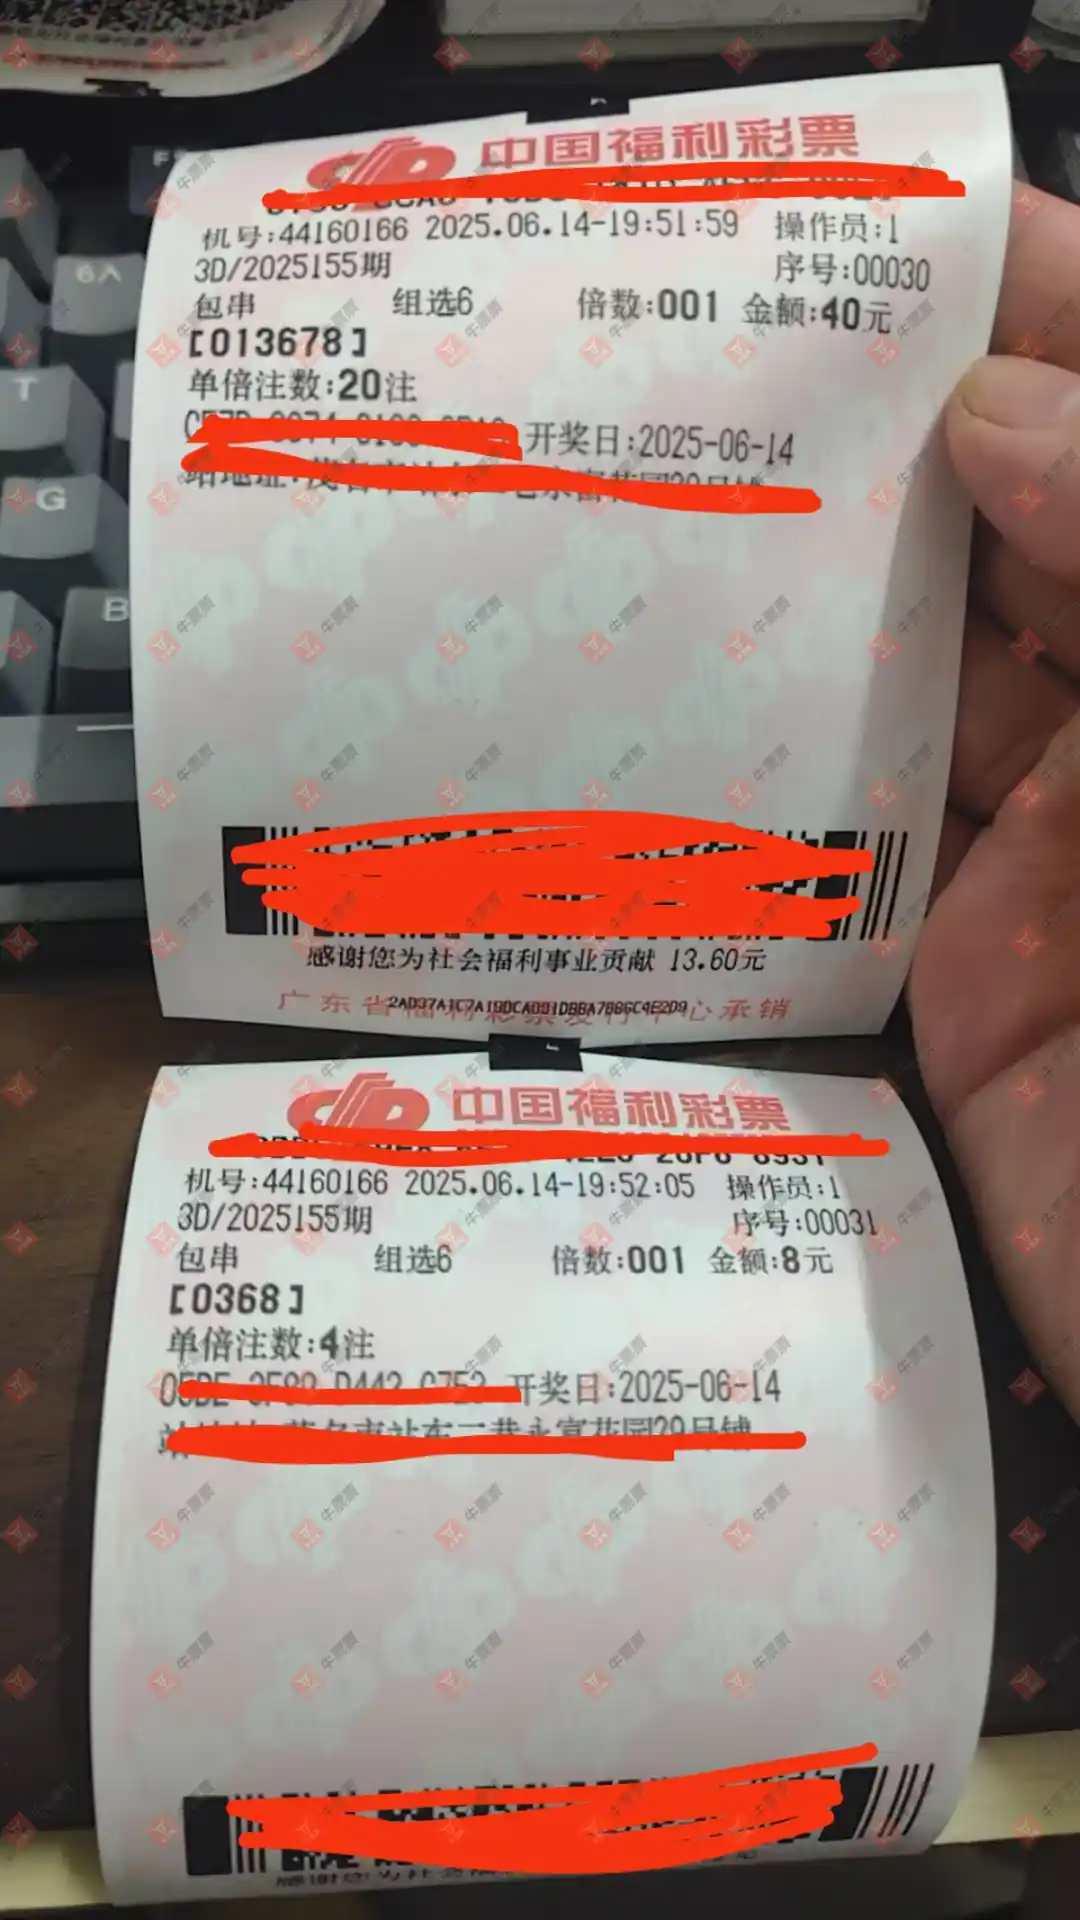 中国福利彩票
机号:44160166 2025.06.14-19:51:59 操作员:1
3D/2025155期 序号:00030
包串 组选6 倍数:001 金额:40元
[013678]
单倍注数:20注
开奖日:2025-06-14
感谢您为社会福利事业贡献 13.60元
中国福利彩票
机号:44160166 2025.06.14-19:52:05 操作员:1
3D/2025155期 序号:00031
包串 组选6 倍数:001 金额:8元
[0368]
单倍注数:4注
开奖日:2025-06-14
F
6^
T
G
B
牛票票